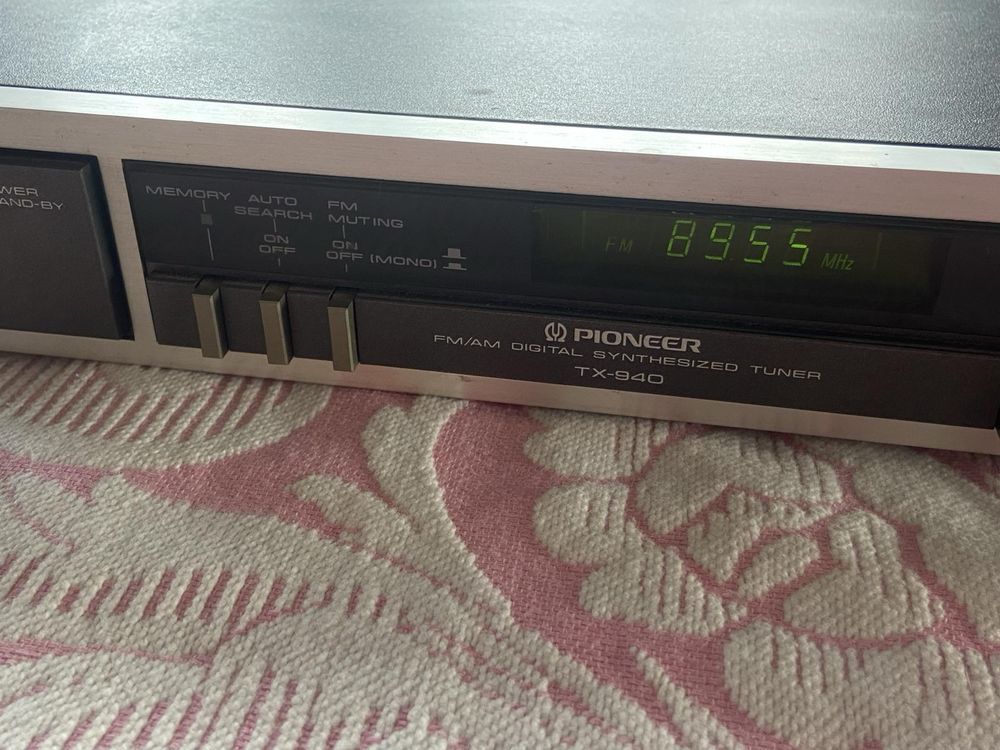 WER
AND-BY
MEMORY
AUTO
SEARCH
ON
OFF
FM
MUTING
ON
OFF (MONO)
FM 89.55 MHz
PIONEER
FM/AM DIGITAL SYNTHESIZED TUNER
TX-940